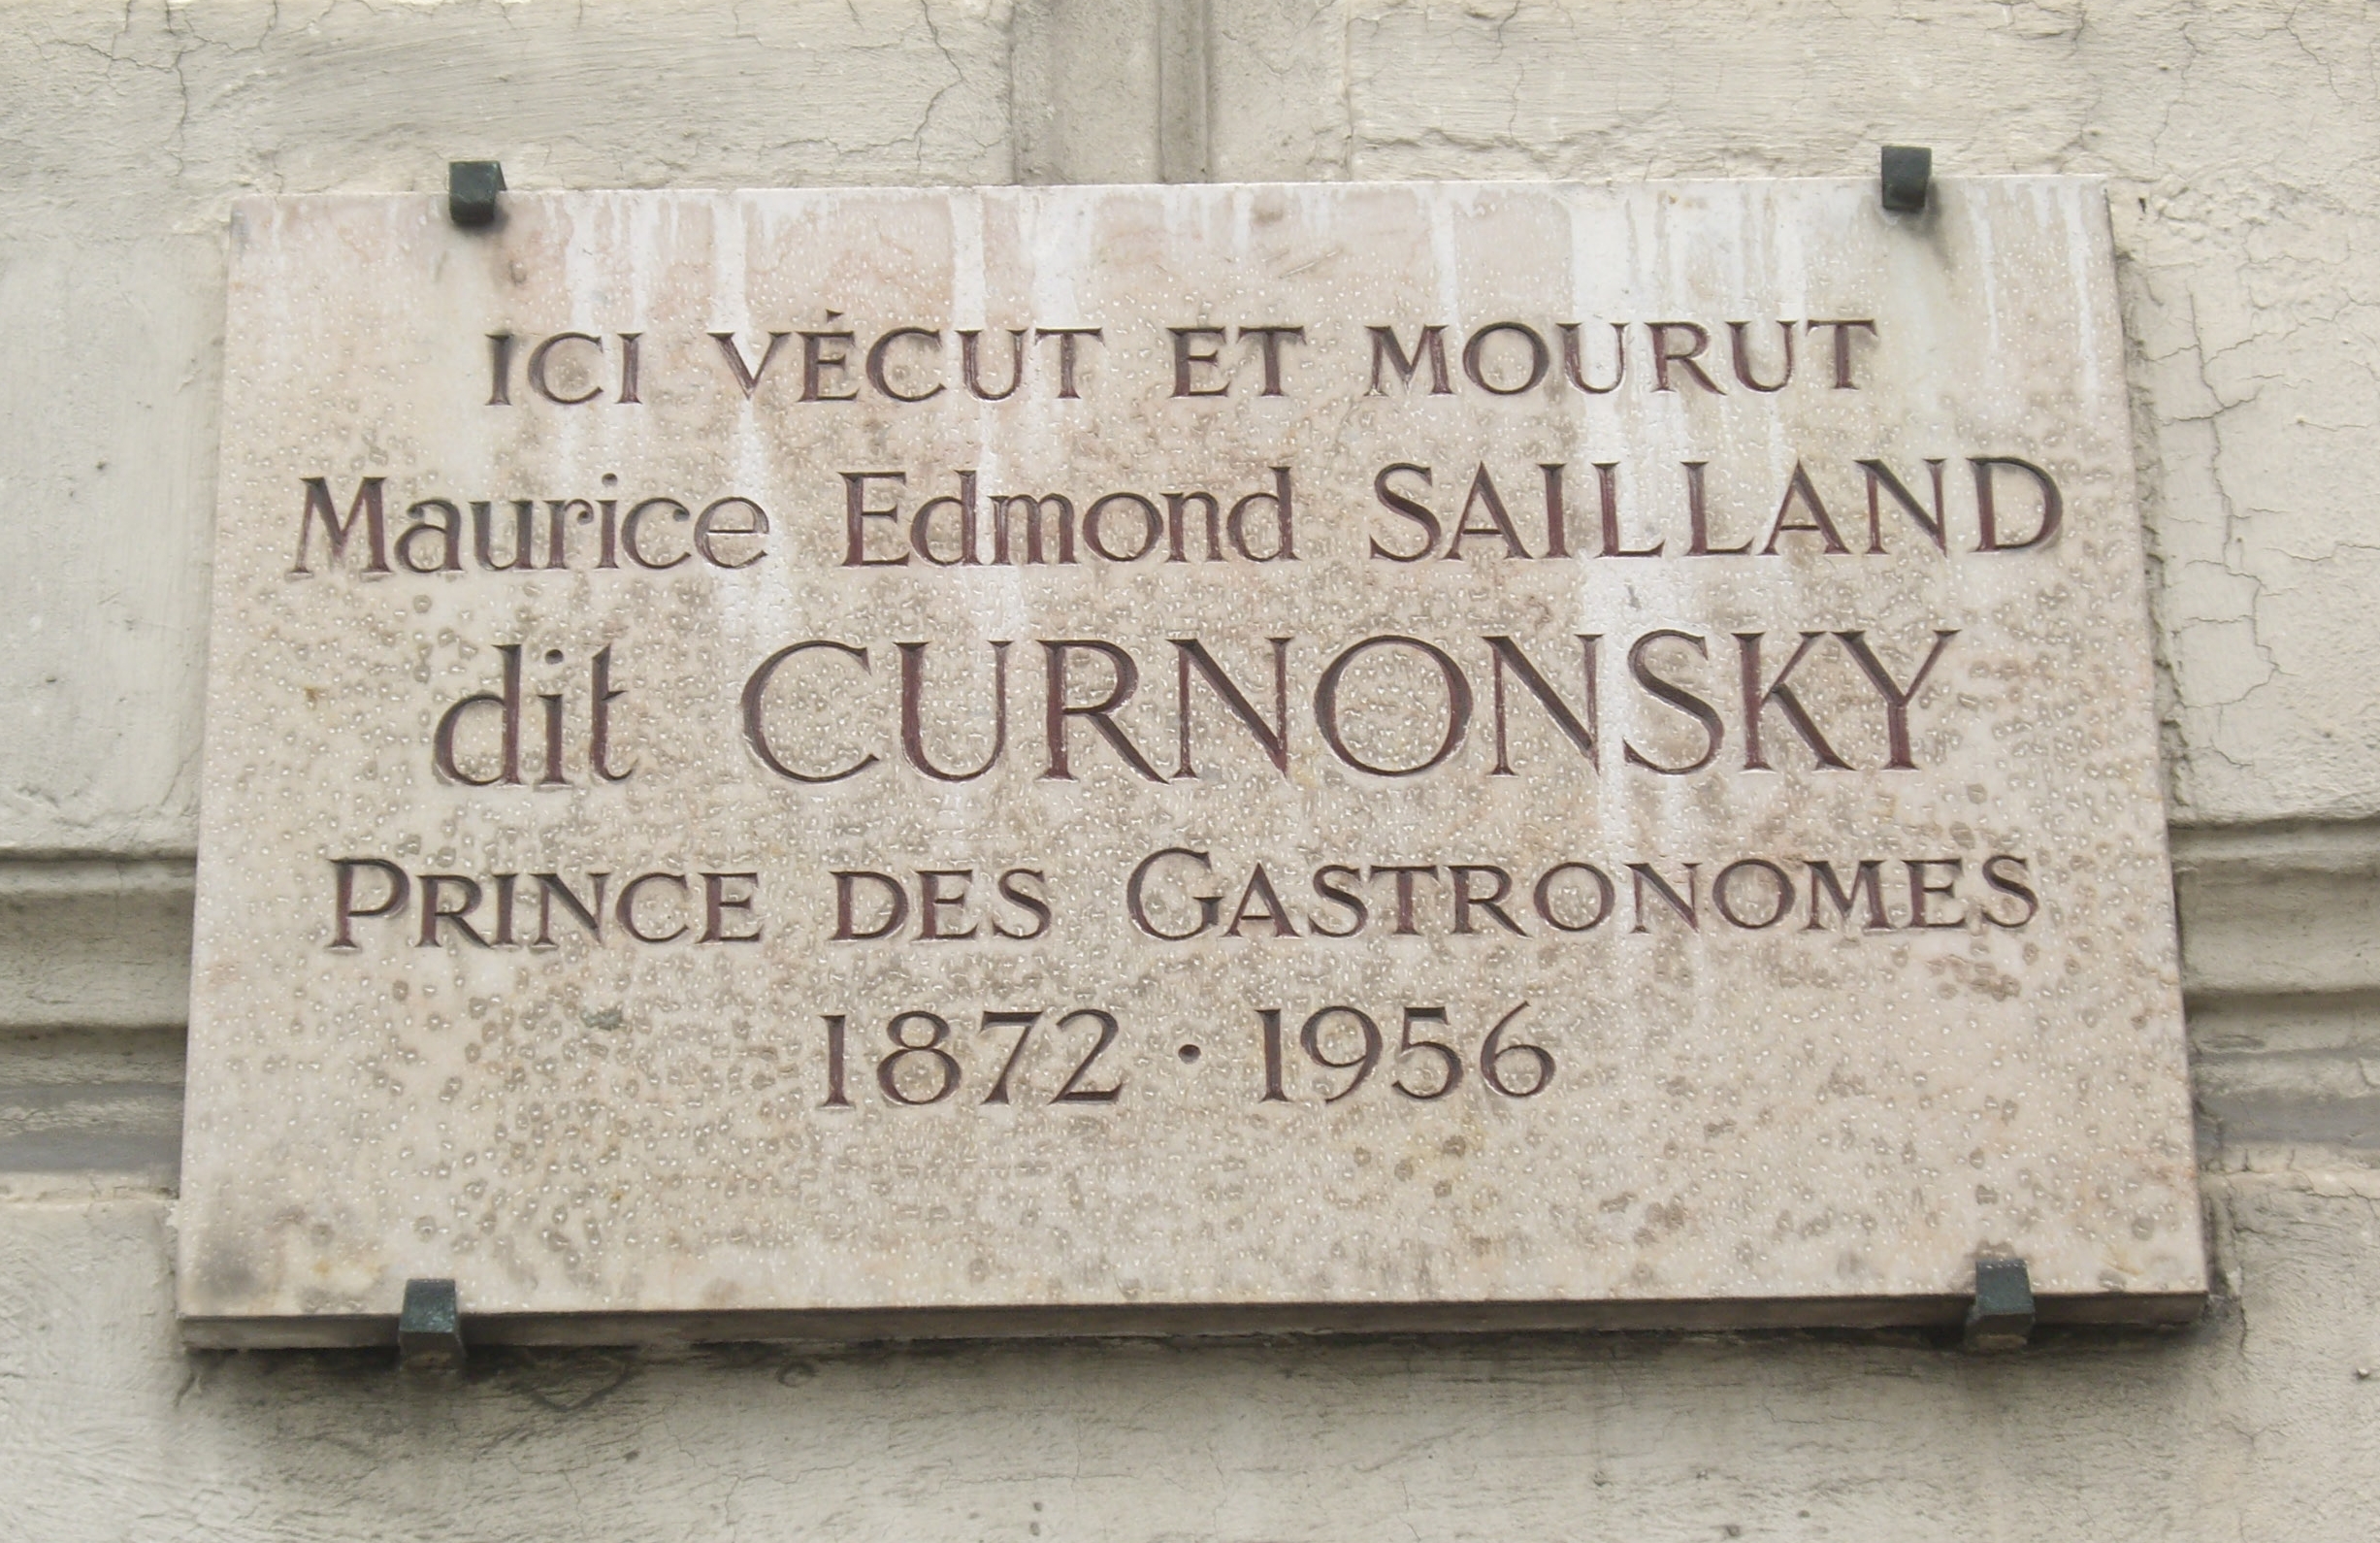 ICI VÉCUT ET MOURUT
Maurice Edmond SAILLAND
dit CURNONSKY
PRINCE DES GASTRONOMES
1872 · 1956